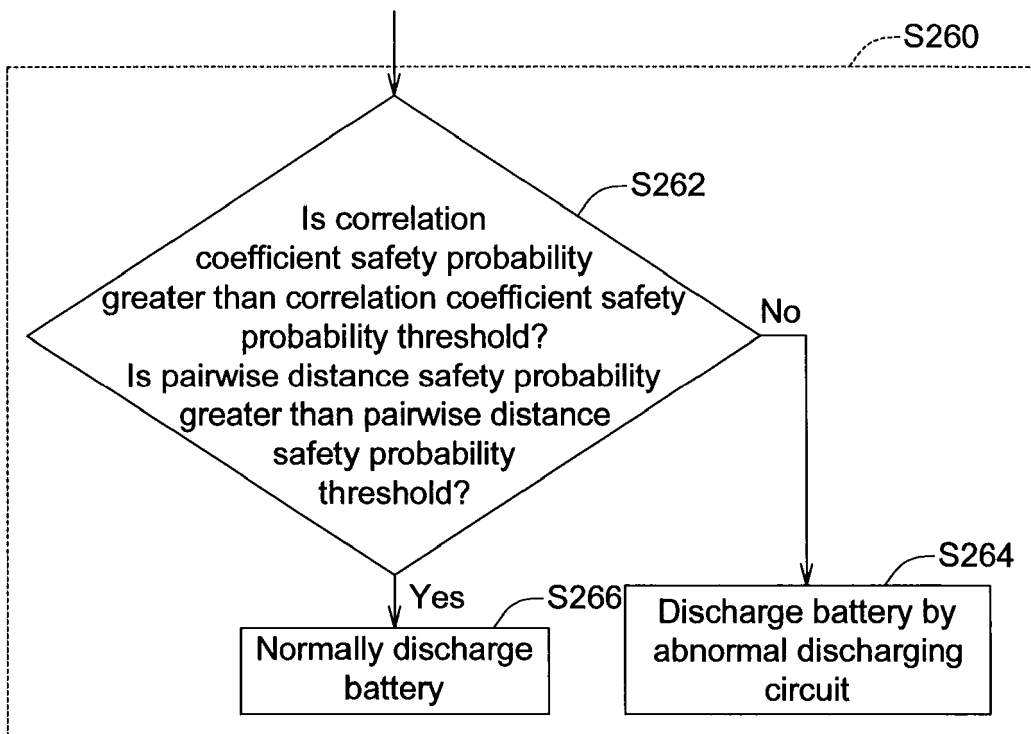 S260
S262
Is correlation
coefficient safety probability
greater than correlation coefficient safety
probability threshold?
Is pairwise distance safety probability
greater than pairwise distance
safety probability
threshold?
No
Yes
S266
Normally discharge
battery
S264
Discharge battery by
abnormal discharging
circuit